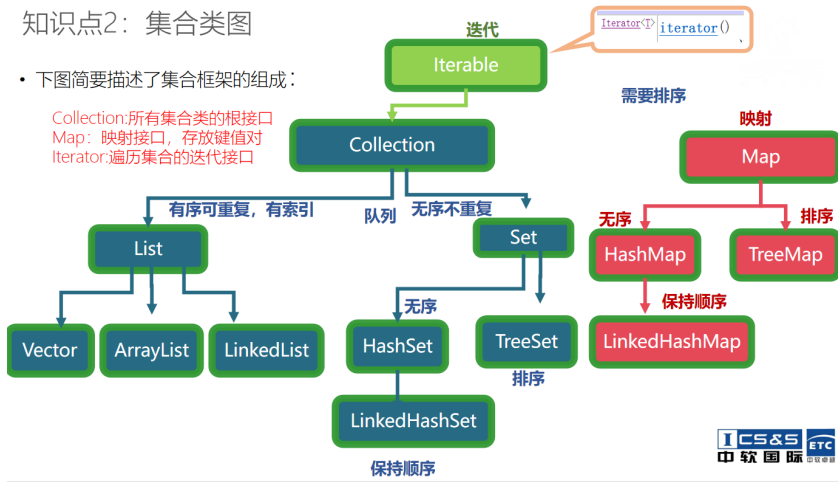 知识点2：集合类图
Iterator<T> iterator()
、
迭代
Iterable
• 下图简要描述了集合框架的组成：
需要排序
Collection:所有集合类的根接口
Map：映射接口，存放键值对
Iterator:遍历集合的迭代接口
映射
Collection
Map
有序可重复，有索引
队列
无序不重复
无序
排序
List
Set
HashMap
TreeMap
无序
保持顺序
Vector
ArrayList
LinkedList
HashSet
TreeSet
LinkedHashMap
排序
LinkedHashSet
保持顺序
ICS&S
ETC
中软国际